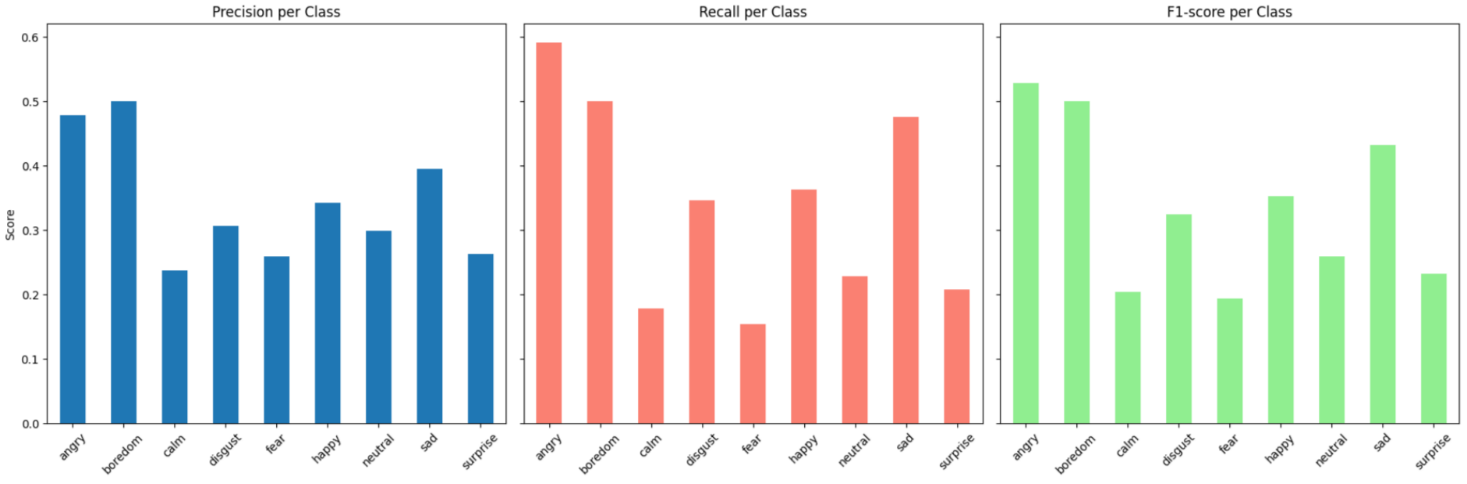 Precision per Class
Recall per Class
F1-score per Class
Score
0.6
0.5
0.4
0.3
0.2
0.1
0.0
angry boredom calm disgust fear happy neutral sad surprise
angry boredom calm disgust fear happy neutral sad surprise
angry boredom calm disgust fear happy neutral sad surprise